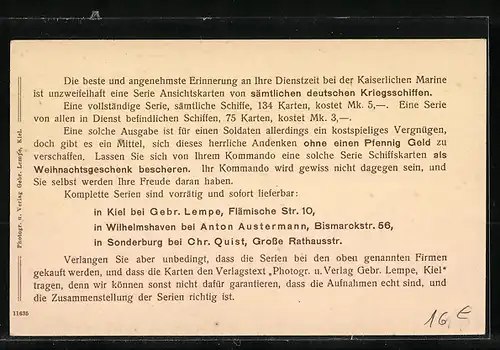 Die beste und angenehmste Erinnerung an Ihre Dienstzeit bei der Kaiserlichen Marine
ist unzweifelhaft eine Serie Ansichtskarten von sämtlichen deutschen Kriegsschiffen.
Eine vollständige Serie, sämtliche Schiffe, 134 Karten, kostet Mk. 5,—. Eine Serie
von allen in Dienst befindlichen Schiffen, 75 Karten, kostet Mk. 3,—.
Eine solche Ausgabe ist für einen Soldaten allerdings ein kostspieliges Vergnügen,
doch gibt es ein Mittel, sich dieses herrliche Andenken ohne einen Pfennig Geld zu
verschaffen. Lassen Sie sich von Ihrem Kommando eine solche Serie Schiffskarten als
Weihnachtsgeschenk bescheren. Ihr Kommando wird gewiss nicht dagegen sein, und
Sie selbst werden Ihre Freude daran haben.
Komplette Serien sind vorrätig und sofort lieferbar:
in Kiel bei Gebr. Lempe, Flämische Str. 10,
in Wilhelmshaven bei Anton Austermann, Bismarckstr. 56,
in Sonderburg bei Chr. Quist, Große Rathausstr.
Verlangen Sie aber unbedingt, dass die Serien bei den oben genannten Firmen
gekauft werden, und dass die Karten den Verlagstext „Photogr. u. Verlag Gebr. Lempe, Kiel"
tragen, denn wir können sonst nicht dafür garantieren, dass die Aufnahmen echt sind, und
die Zusammenstellung der Serien richtig ist.
Photogr. u. Verlag Gebr. Lempe, Kiel.
11635
16,€